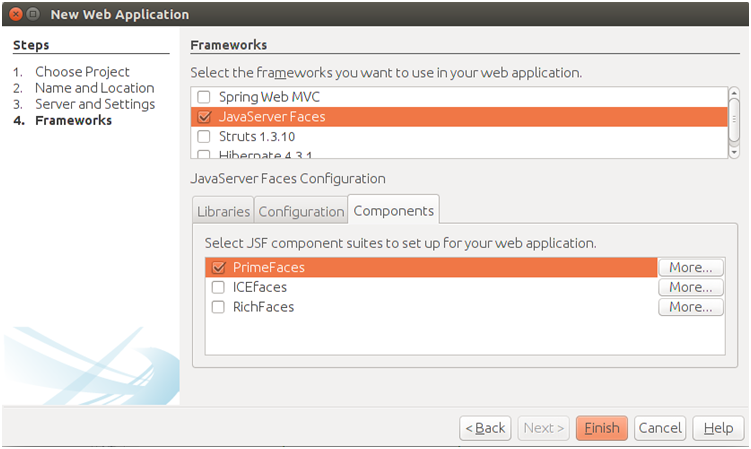 New Web Application
Steps
1. Choose Project
2. Name and Location
3. Server and Settings
4. Frameworks
Frameworks
Select the frameworks you want to use in your web application.
Spring Web MVC
JavaServer Faces
Struts 1.3.10
Hibernate 4.3.1
JavaServer Faces Configuration
Libraries Configuration Components
Select JSF component suites to set up for your web application.
PrimeFaces More...
ICEfaces More...
RichFaces More...
< Back Next > Finish Cancel Help